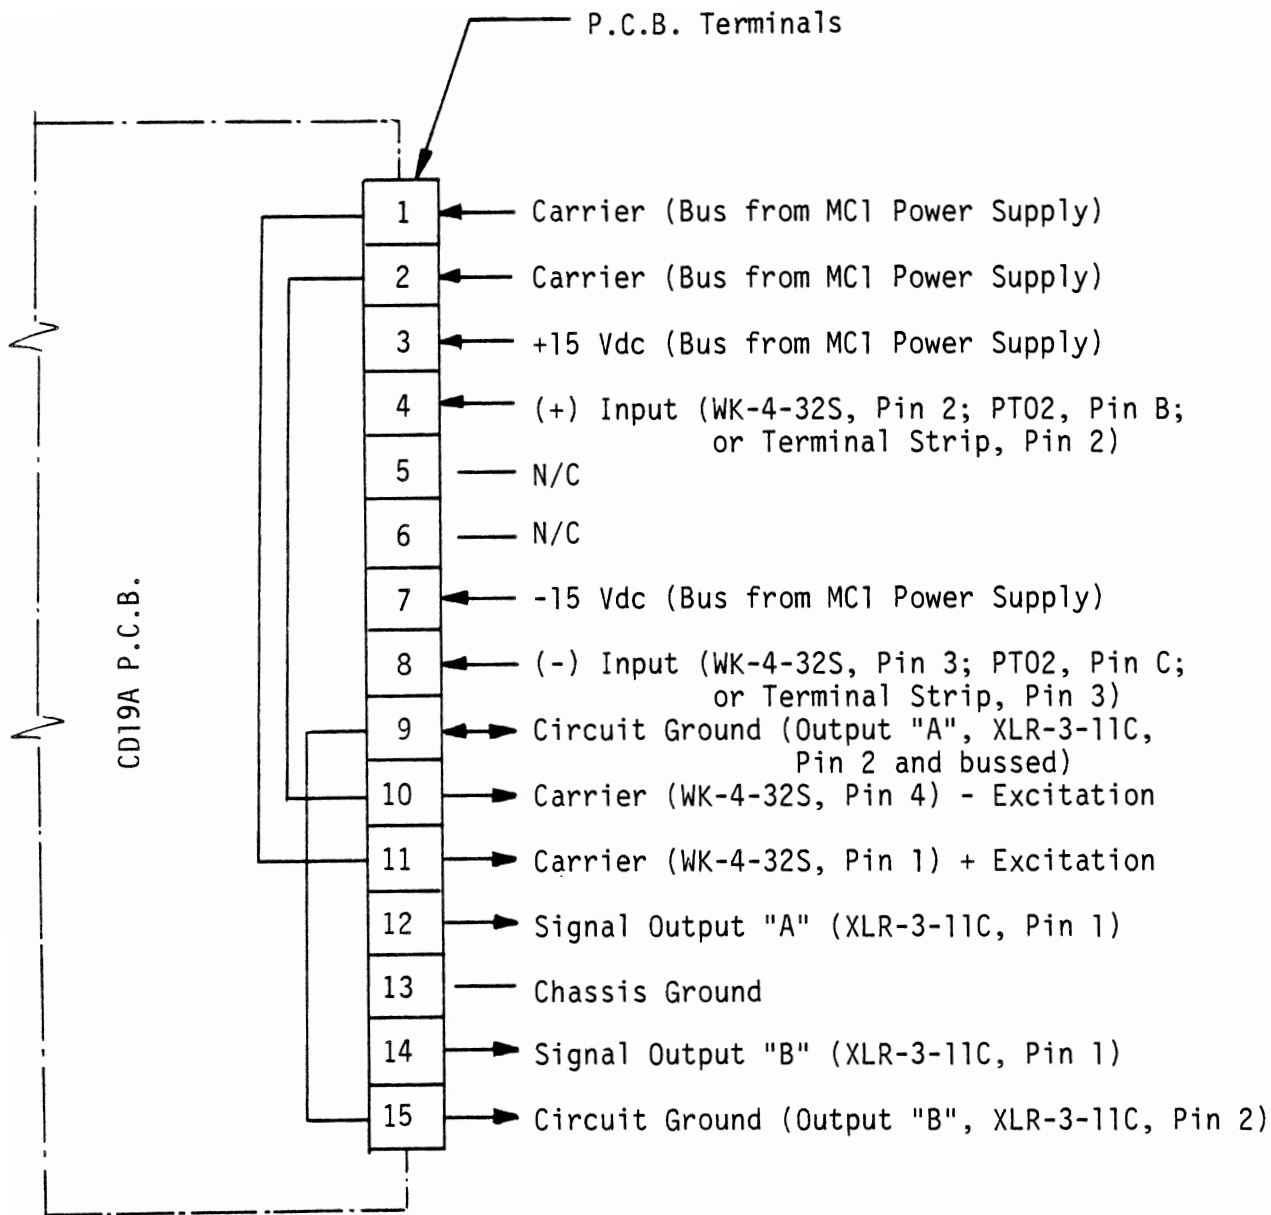 P.C.B. Terminals
1 Carrier (Bus from MC1 Power Supply)
2 Carrier (Bus from MC1 Power Supply)
3 +15 Vdc (Bus from MC1 Power Supply)
4 (+) Input (WK-4-32S, Pin 2; PT02, Pin B;
or Terminal Strip, Pin 2)
5 N/C
6 N/C
7 -15 Vdc (Bus from MC1 Power Supply)
8 (-) Input (WK-4-32S, Pin 3; PT02, Pin C;
or Terminal Strip, Pin 3)
9 Circuit Ground (Output "A", XLR-3-11C,
Pin 2 and bussed)
10 Carrier (WK-4-32S, Pin 4) - Excitation
11 Carrier (WK-4-32S, Pin 1) + Excitation
12 Signal Output "A" (XLR-3-11C, Pin 1)
13 Chassis Ground
14 Signal Output "B" (XLR-3-11C, Pin 1)
15 Circuit Ground (Output "B", XLR-3-11C, Pin 2)
CD19A P.C.B.